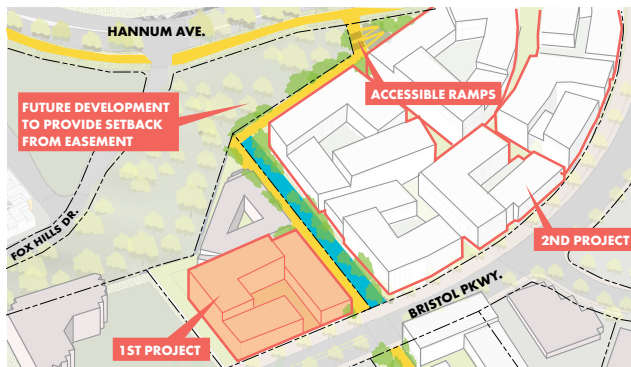 HANNUM AVE.
ACCESSIBLE RAMPS
FUTURE DEVELOPMENT
TO PROVIDE SETBACK
FROM EASEMENT
FOX HILLS DR.
2ND PROJECT
BRISTOL PKWY.
1ST PROJECT